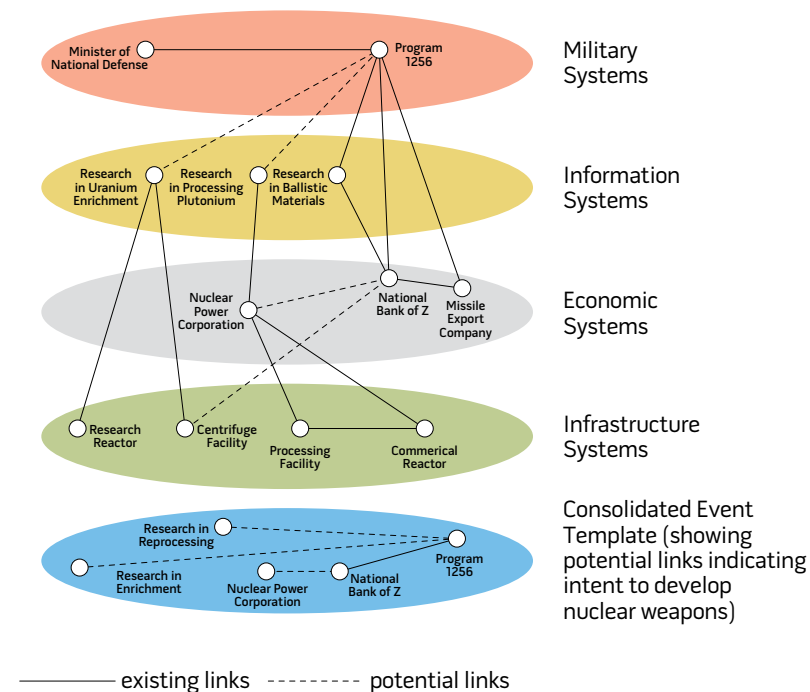 Minister of
National Defense
Program
1256
Military
Systems
Research
in Uranium
Enrichment
Research
in Processing
Plutonium
Research
in Ballistic
Materials
Information
Systems
Nuclear
Power
Corporation
National
Bank of Z
Missile
Export
Company
Economic
Systems
Research
Reactor
Centrifuge
Facility
Processing
Facility
Commerical
Reactor
Infrastructure
Systems
Research in
Reprocessing
Research in
Enrichment
Nuclear Power
Corporation
National
Bank of Z
Program
1256
Consolidated Event
Template (showing
potential links indicating
intent to develop
nuclear weapons)
existing links
potential links